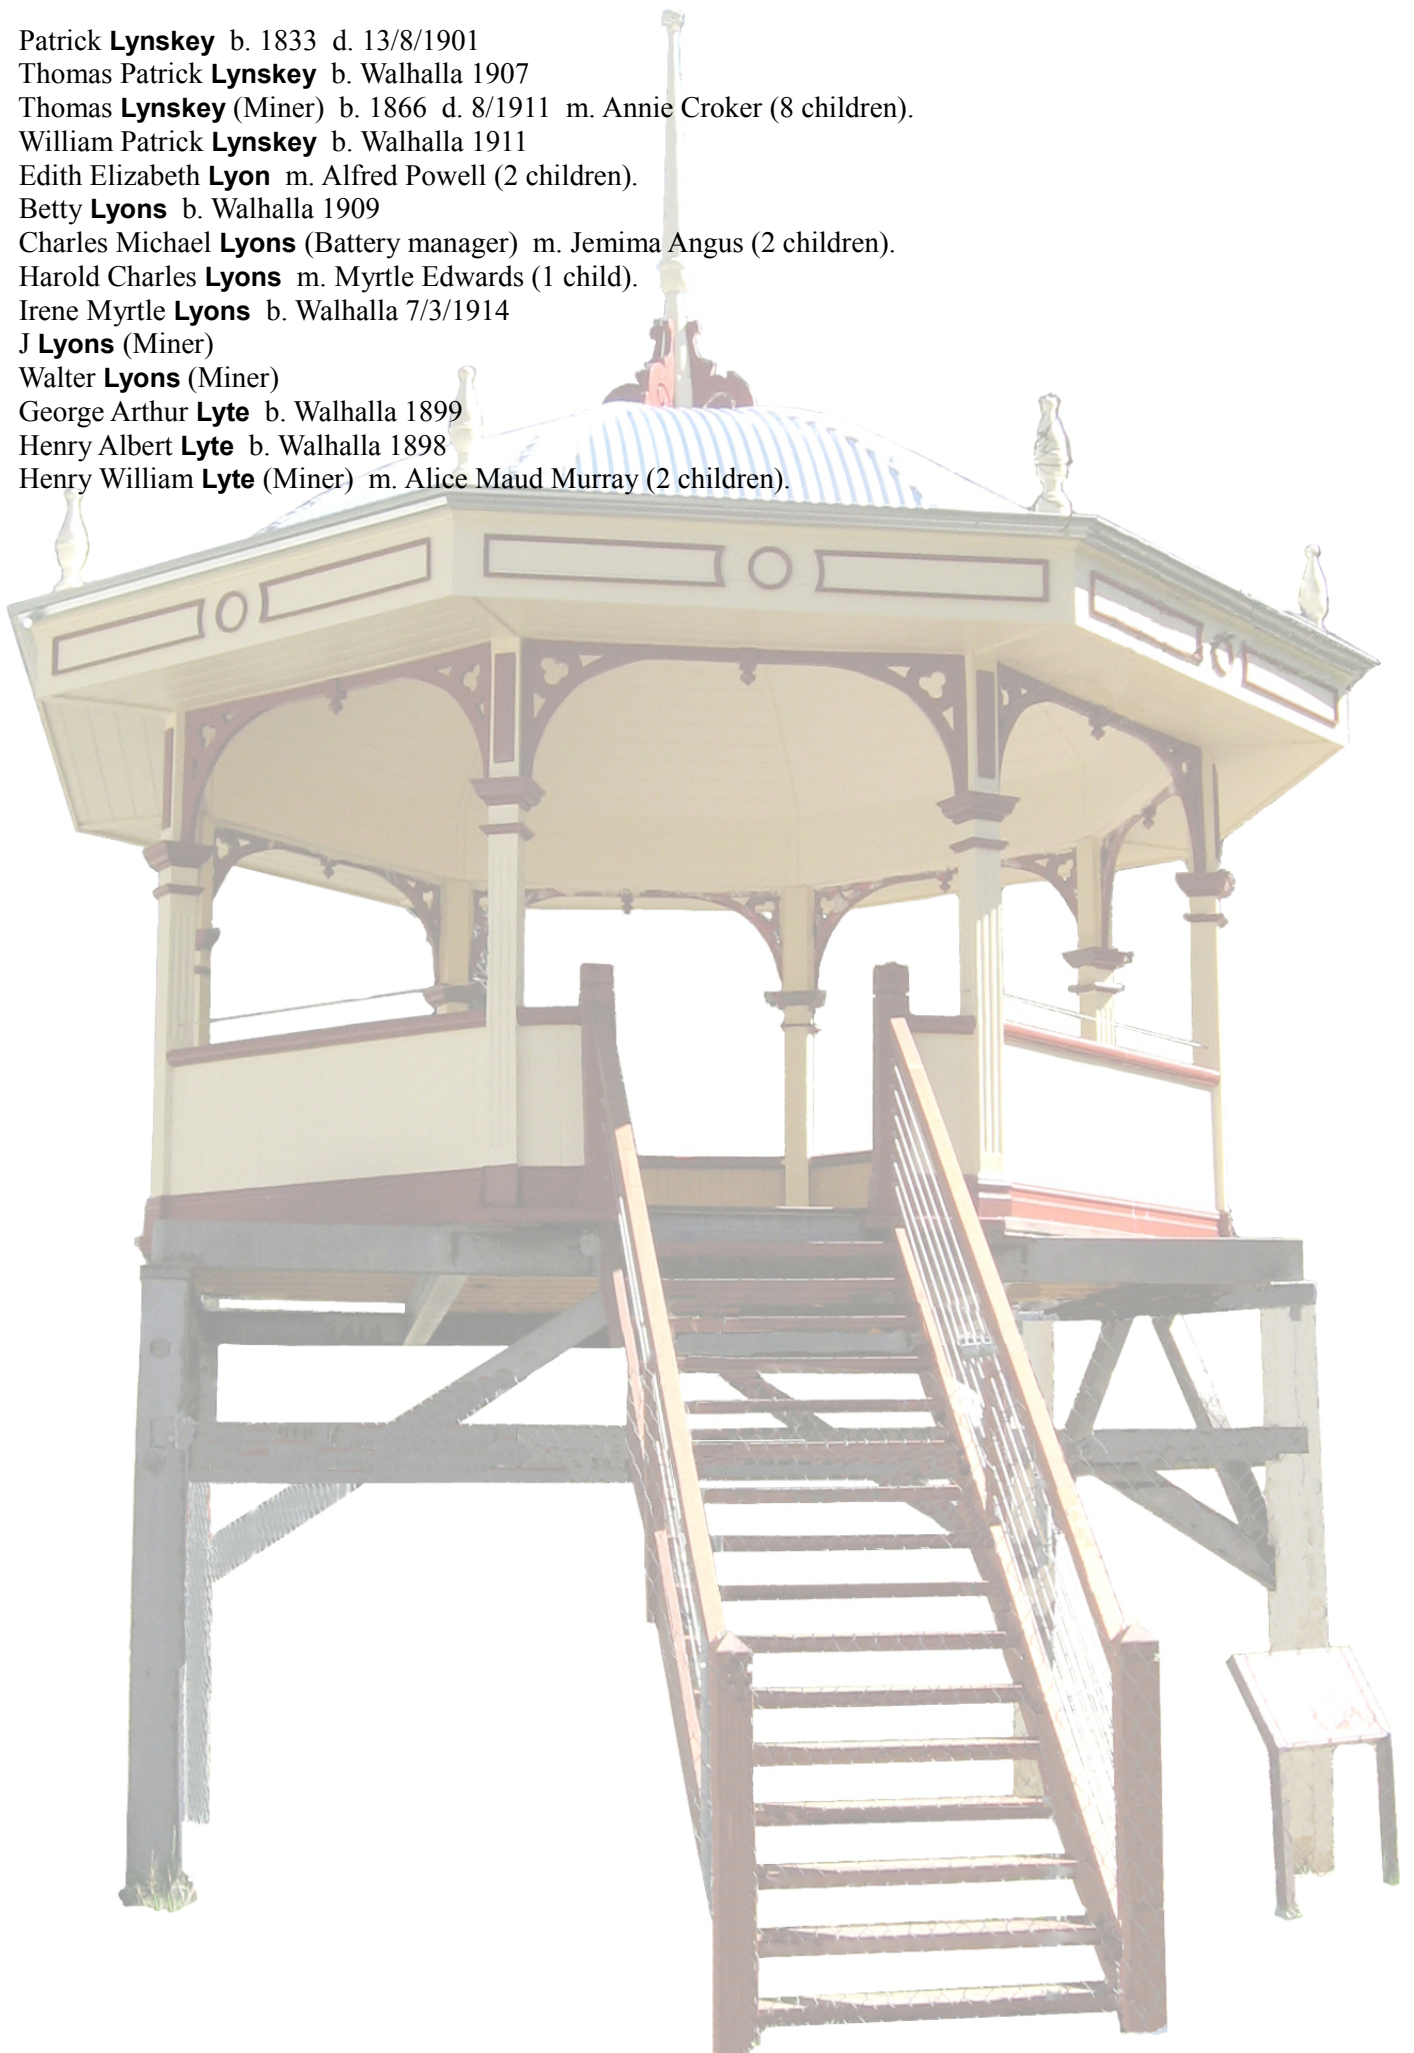 Patrick Lynskey b. 1833 d. 13/8/1901
Thomas Patrick Lynskey b. Walhalla 1907
Thomas Lynskey (Miner) b. 1866 d. 8/1911 m. Annie Croker (8 children).
William Patrick Lynskey b. Walhalla 1911
Edith Elizabeth Lyon m. Alfred Powell (2 children).
Betty Lyons b. Walhalla 1909
Charles Michael Lyons (Battery manager) m. Jemima Angus (2 children).
Harold Charles Lyons m. Myrtle Edwards (1 child).
Irene Myrtle Lyons b. Walhalla 7/3/1914
J Lyons (Miner)
Walter Lyons (Miner)
George Arthur Lyte b. Walhalla 1899
Henry Albert Lyte b. Walhalla 1898
Henry William Lyte (Miner) m. Alice Maud Murray (2 children).